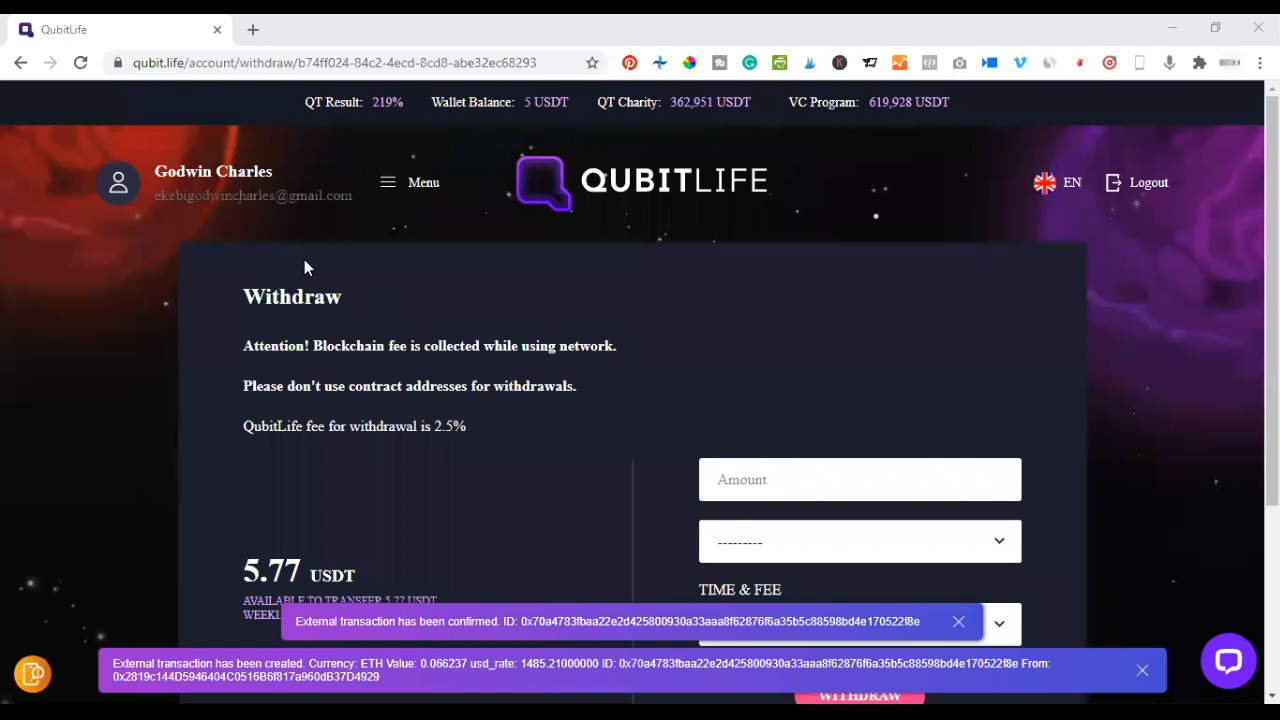 QubitLife
qubit.life/account/withdraw/b74ff024-84c2-4ecd-8cd8-abe32ec68293
QT Result: 219% Wallet Balance: 5 USDT QT Charity: 362,951 USDT VC Program: 619,928 USDT
Godwin Charles
ekebigodwincharles@gmail.com
Menu
QUBITLIFE
EN
Logout
Withdraw
Attention! Blockchain fee is collected while using network.
Please don't use contract addresses for withdrawals.
QubitLife fee for withdrawal is 2.5%
Amount
---------
5.77 USDT
AVAILABLE TO TRANSFER 5.77 USDT
WEEKL
TIME & FEE
External transaction has been confirmed. ID: 0x70a4783fbaa22e2d425800930a33aaa8f62876f6a35b5c88598bd4e170522f8e
External transaction has been created. Currency: ETH Value: 0.066237 usd_rate: 1485.21000000 ID: 0x70a4783fbaa22e2d425800930a33aaa8f62876f6a35b5c88598bd4e170522f8e From:
0x2819c144D5946404C0516B6f817a960dB37D4929
WITHDRAW